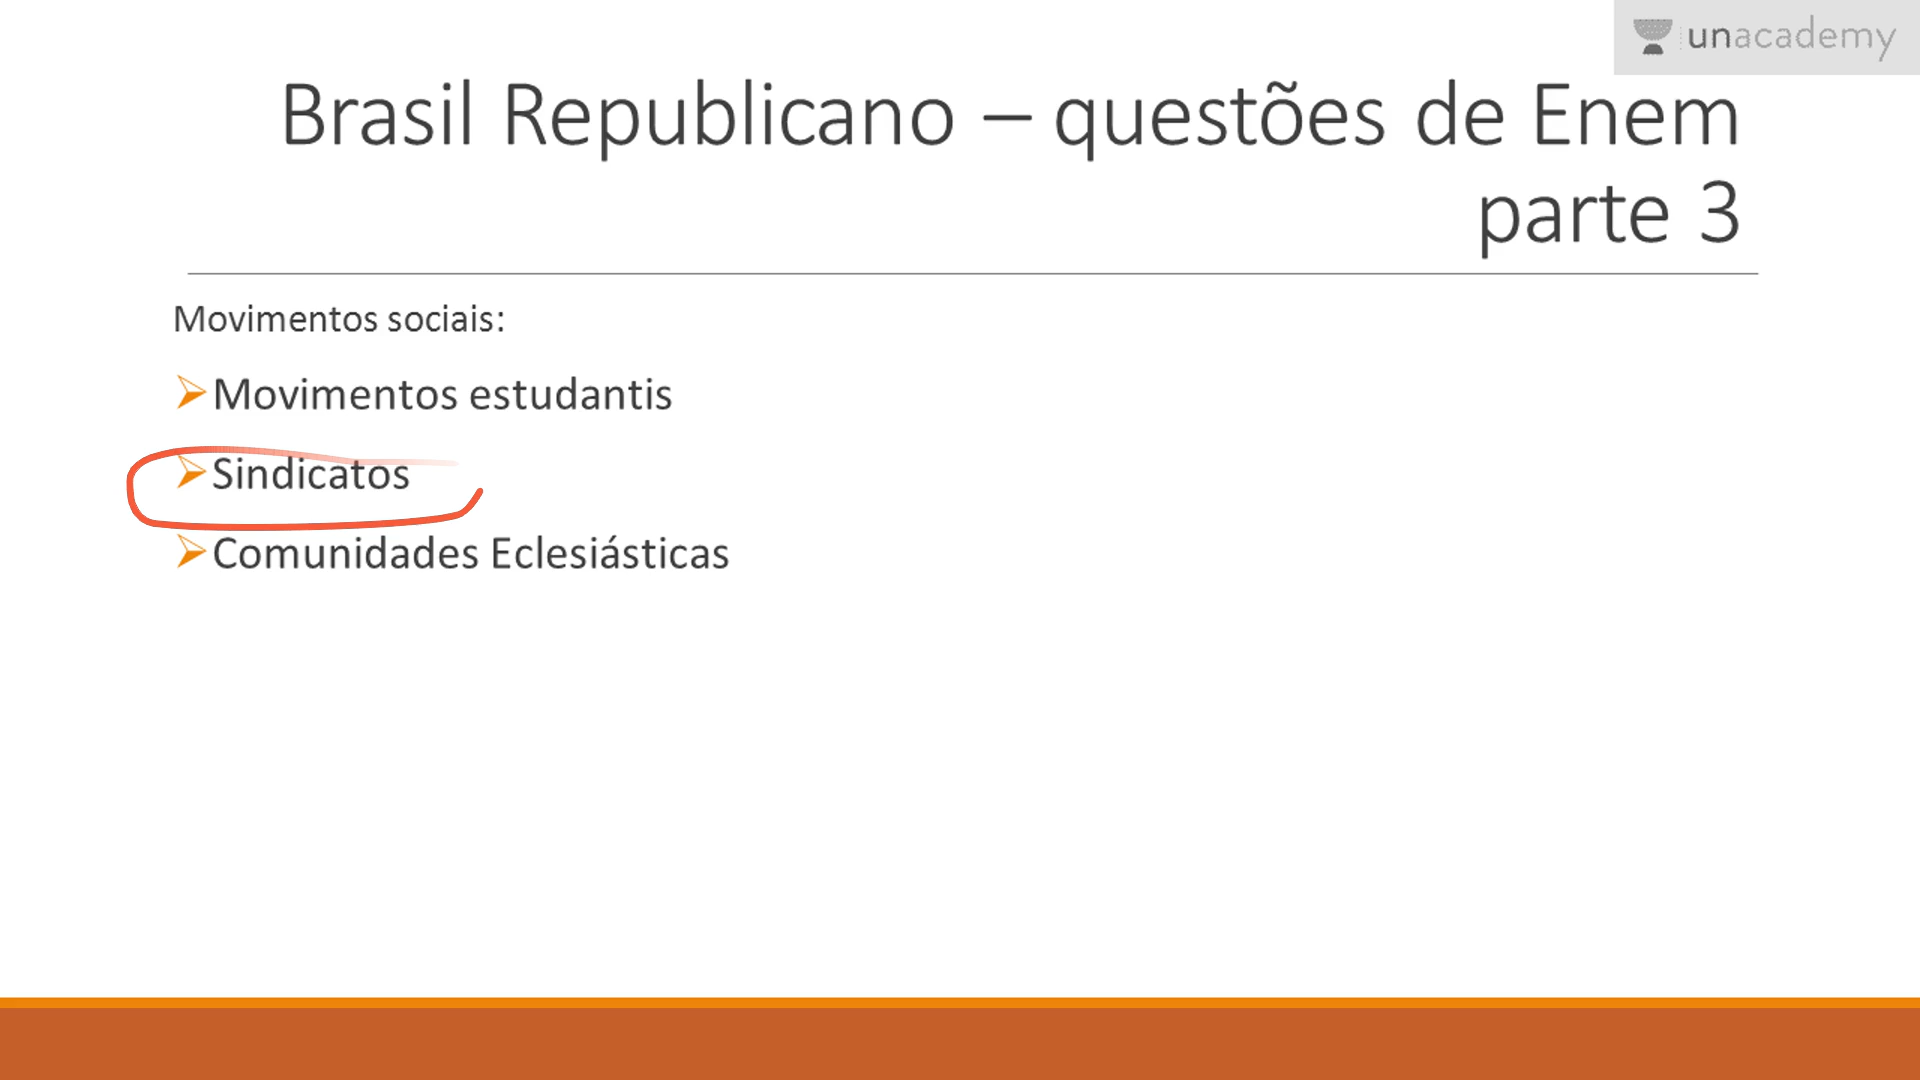 unacademy
Brasil Republicano – questões de Enem
parte 3
Movimentos sociais:
Movimentos estudantis
Sindicatos
Comunidades Eclesiásticas